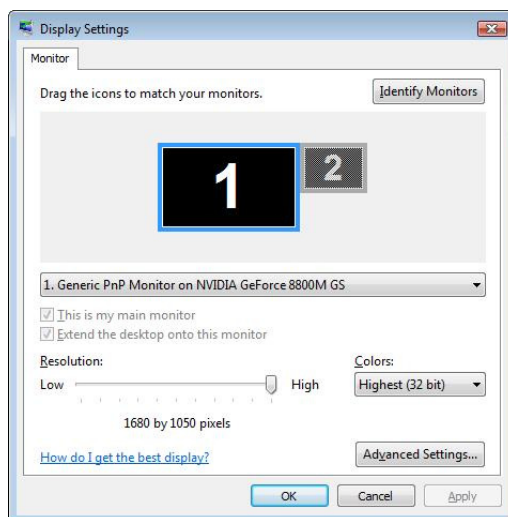 Display Settings
Monitor
Drag the icons to match your monitors.
Identify Monitors
1
2
1. Generic PnP Monitor on NVIDIA GeForce 8800M GS
This is my main monitor
Extend the desktop onto this monitor
Resolution:
Colors:
Low
High
Highest (32 bit)
1680 by 1050 pixels
How do I get the best display?
Advanced Settings...
OK
Cancel
Apply